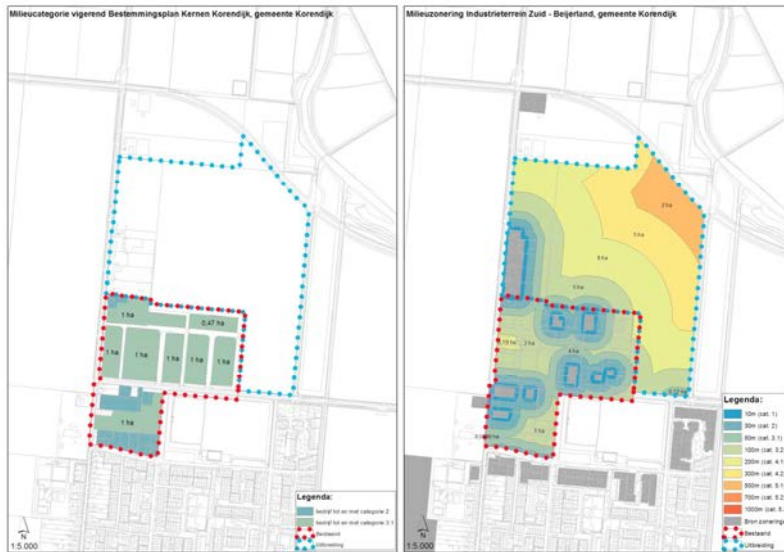 Milieucategorie vigerend Bestemmingsplan Kernen Korendijk, gemeente Korendijk
1 ha
0,47 ha
1 ha
1 ha
1 ha
1 ha
1 ha
1 ha
Legenda:
bedrijf tot en met categorie 2
bedrijf tot en met categorie 3.1
Bestaand
Uitbreiding
N
1:5.000
Milieuzonering Industrieterrein Zuid - Beijerland, gemeente Korendijk
2 ha
5 ha
Legenda:
10m (cat. 1)
30m (cat. 2)
50m (cat. 3.1)
100m (cat. 3.2)
200m (cat. 4.1)
300m (cat. 4.2)
500m (cat. 5.1)
700m (cat. 5.2)
1000m (cat. 5.
Bron zonering
Bestaand
Uitbreiding
N
1:5.000